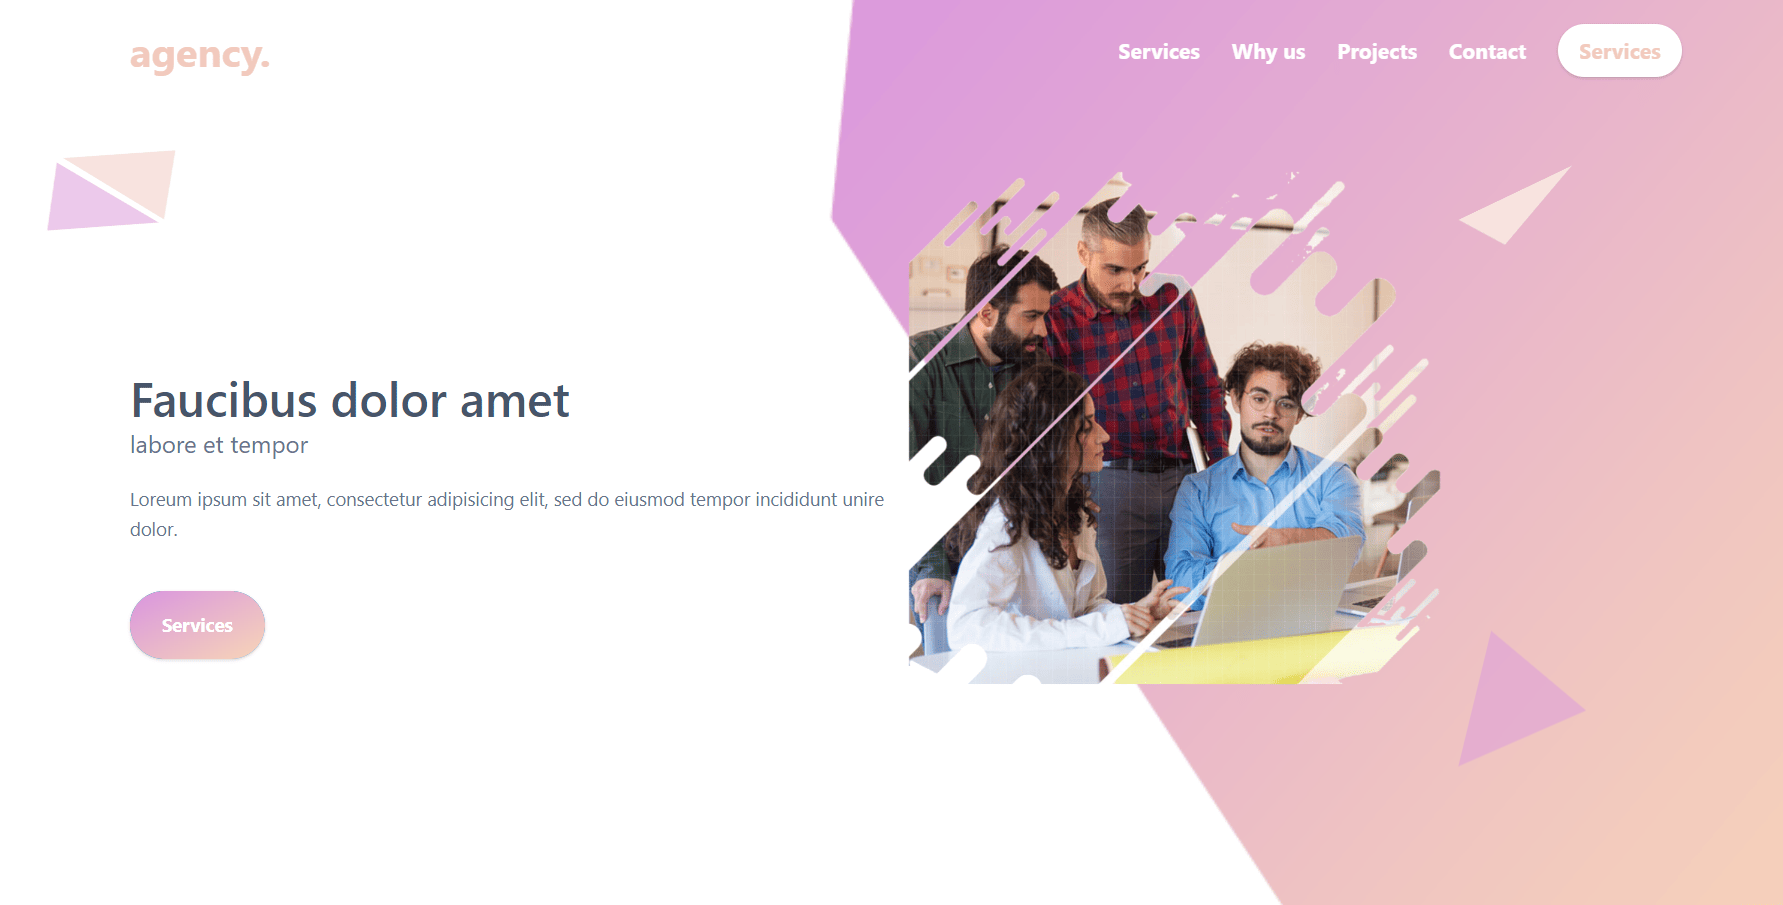 agency.
Services
Why us
Projects
Contact
Services
Faucibus dolor amet
labore et tempor
Loreum ipsum sit amet, consectetur adipisicing elit, sed do eiusmod tempor incididunt unire
dolor.
Services